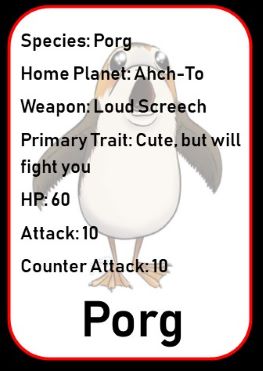 Species: Porg
Home Planet: Ahch-To
Weapon: Loud Screech
Primary Trait: Cute, but will
fight you
HP: 60
Attack: 10
Counter Attack: 10
Porg